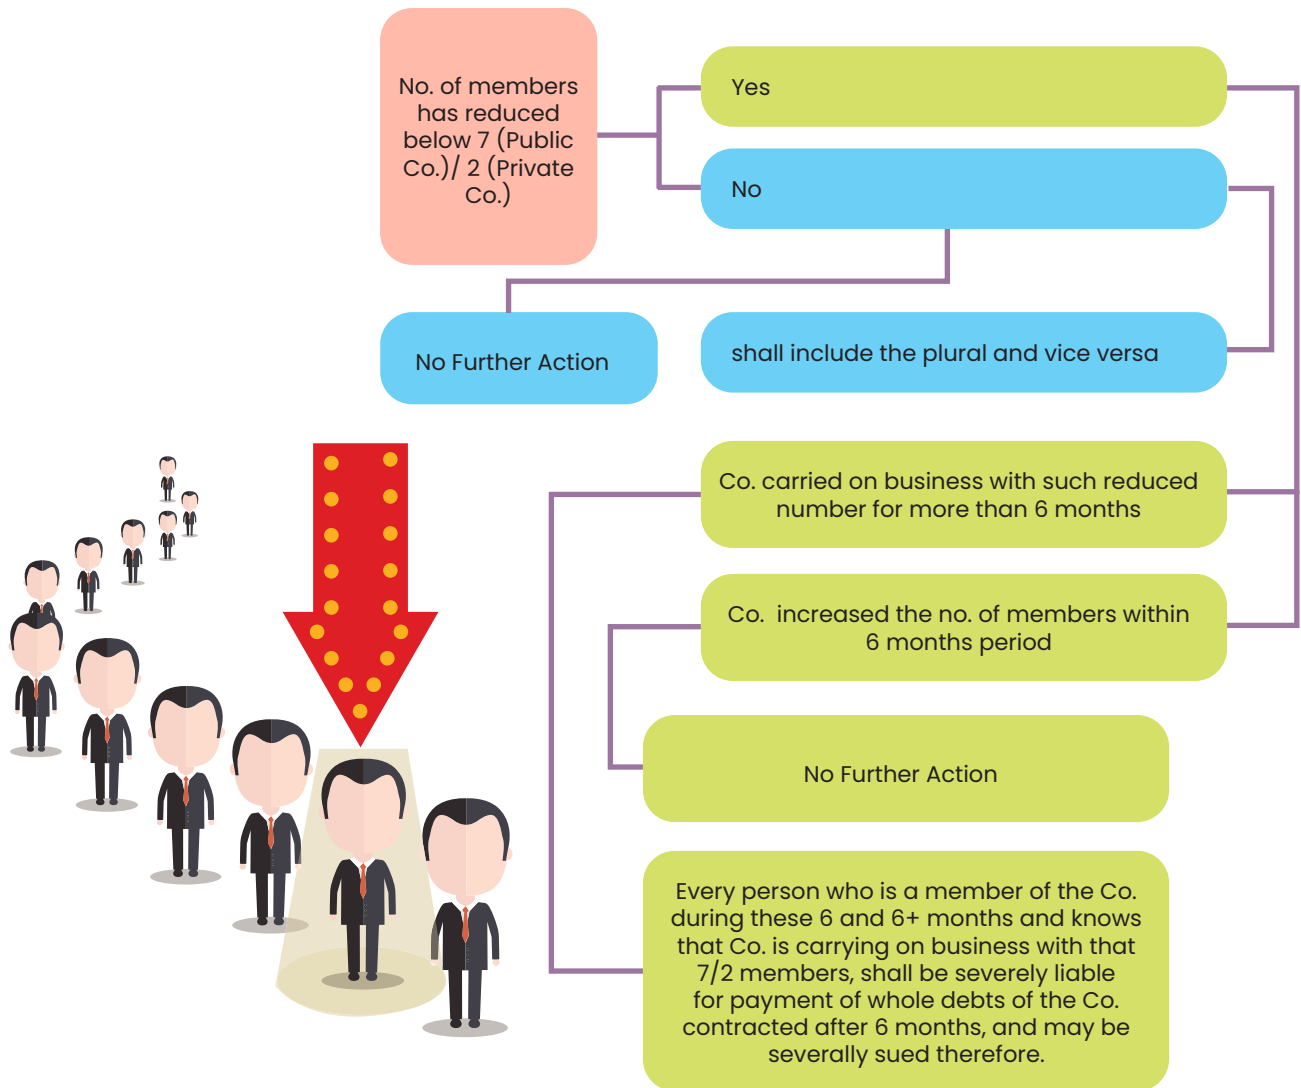 No. of members
has reduced
below 7 (Public
Co.)/ 2 (Private
Co.)
Yes
No
No Further Action
shall include the plural and vice versa
Co. carried on business with such reduced
number for more than 6 months
Co. increased the no. of members within
6 months period
No Further Action
Every person who is a member of the Co.
during these 6 and 6+ months and knows
that Co. is carrying on business with that
7/2 members, shall be severely liable
for payment of whole debts of the Co.
contracted after 6 months, and may be
severally sued therefore.